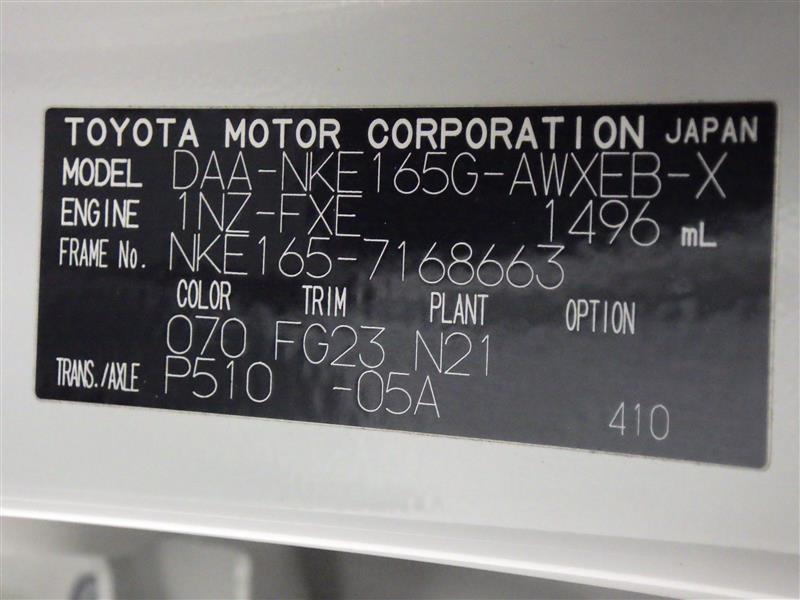 TOYOTA MOTOR CORPORATION JAPAN
MODEL DAA-NKE165G-AWXEB-X
ENGINE 1NZ-FXE 1496 mL
FRAME No. NKE165-7168663
COLOR TRIM PLANT OPTION
070 FG23 N21
TRANS./AXLE P510 -05A
410